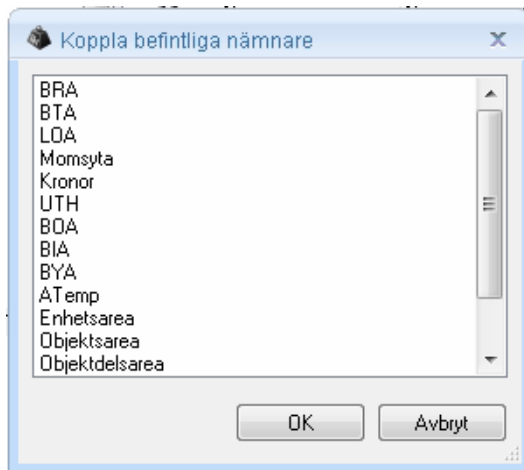 Koppla befintliga nämnare
BRA
BTA
LOA
Momsyta
Kronor
UTH
BOA
BIA
BYA
ATemp
Enhetsarea
Objektsarea
Objektdelsarea
OK
Avbryt